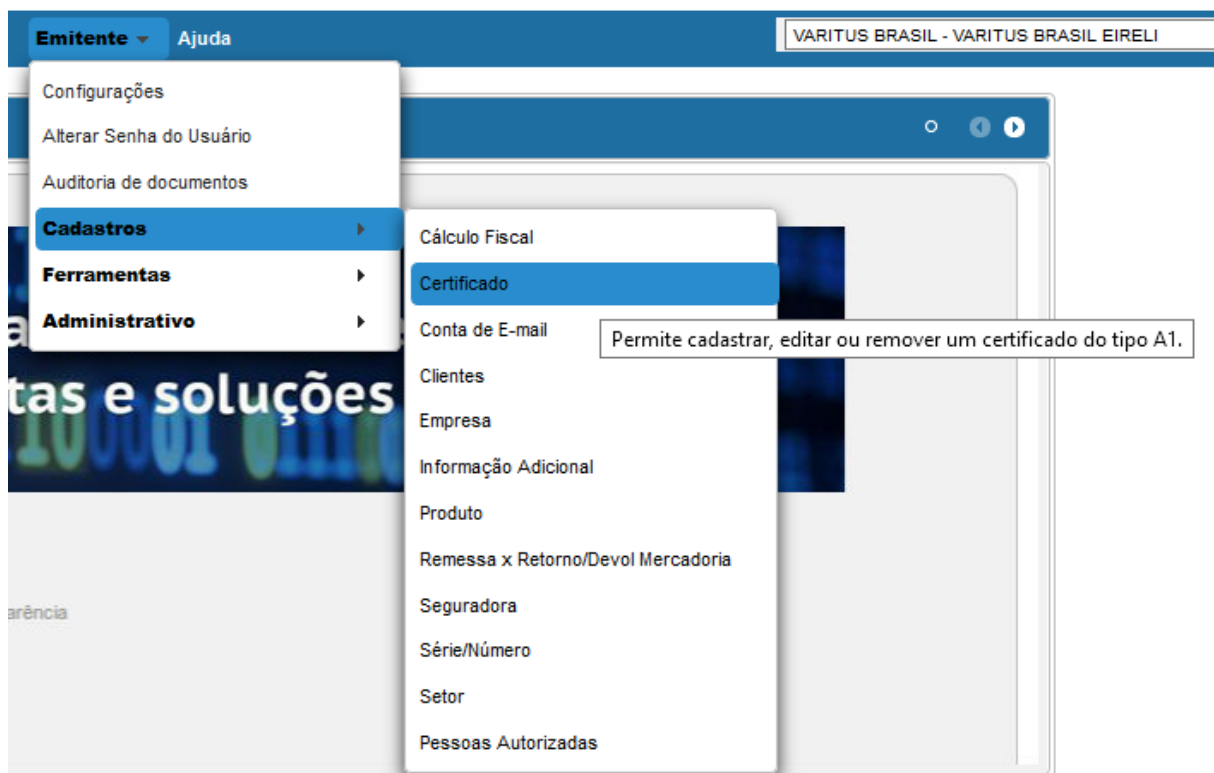 Emitente Ajuda
VARITUS BRASIL - VARITUS BRASIL EIRELI
Configurações
Alterar Senha do Usuário
Auditoria de documentos
Cadastros
Ferramentas
Administrativo
Cálculo Fiscal
Certificado
Conta de E-mail
Permite cadastrar, editar ou remover um certificado do tipo A1.
Clientes
Empresa
Informação Adicional
Produto
Remessa x Retorno/Devol Mercadoria
Seguradora
Série/Número
Setor
Pessoas Autorizadas
tas e soluções
arência